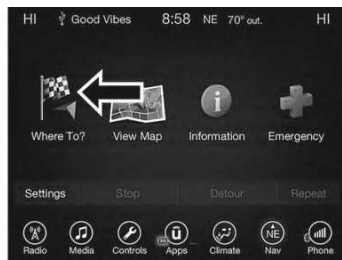 HI Good Vibes 8:58 NE 70° out. HI
Where To? View Map Information Emergency
Settings Stop Detour Repeat
NE
Radio Media Controls Apps Climate Nav Phone